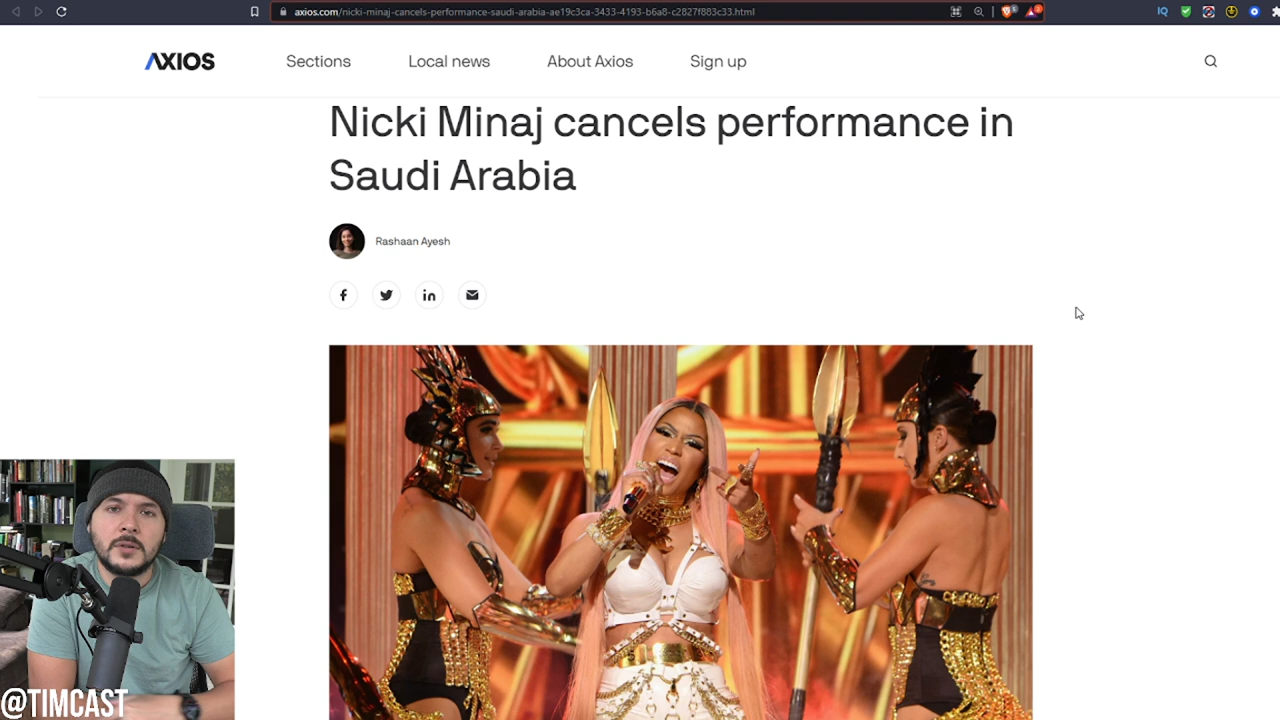 axios.com/nicki-minaj-cancels-performance-saudi-arabia-ae19c3ca-3433-4193-b6a8-c2827f883c33.html
IQ
AXIOS
Sections
Local news
About Axios
Sign up
Nicki Minaj cancels performance in
Saudi Arabia
Rashaan Ayesh
@TIMCAST